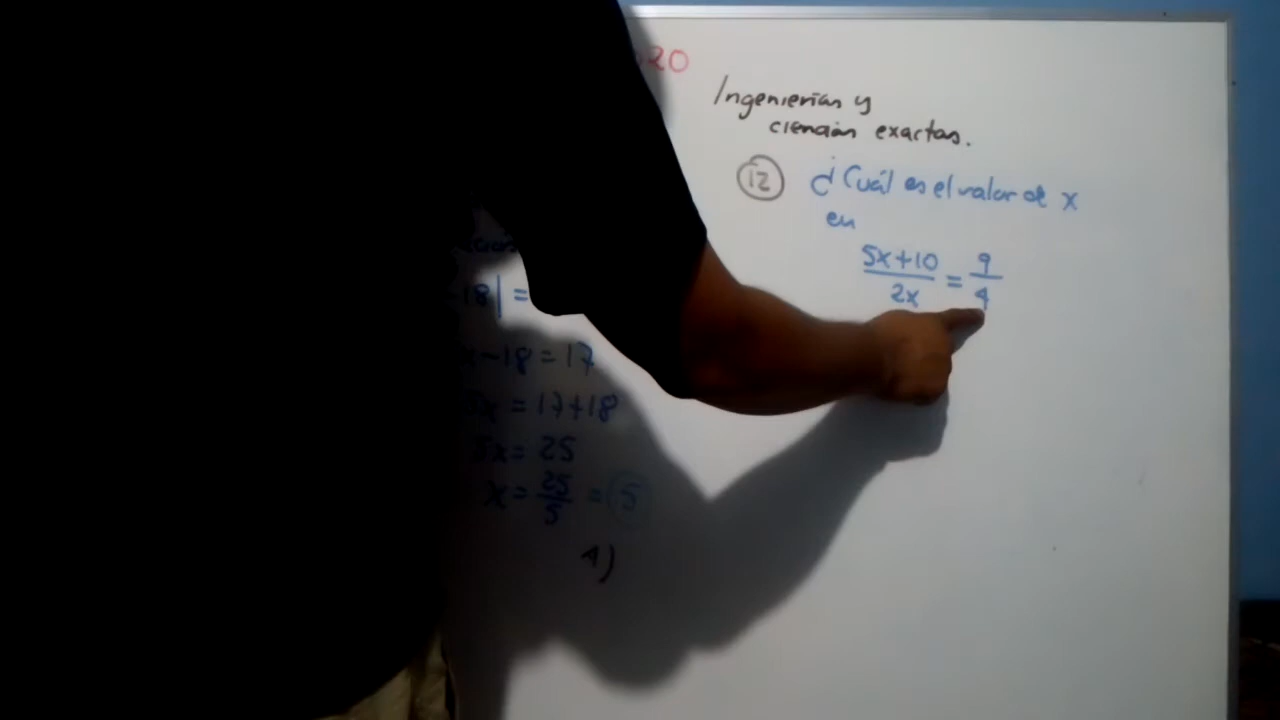 20
Ingenierías y
ciencias exactas.
12 ¿Cuál es el valor de x
en
5x+10 / 2x = 9 / 4
18| =
x-18=17
5x=17+18
5x=25
x=25/5=5
A)